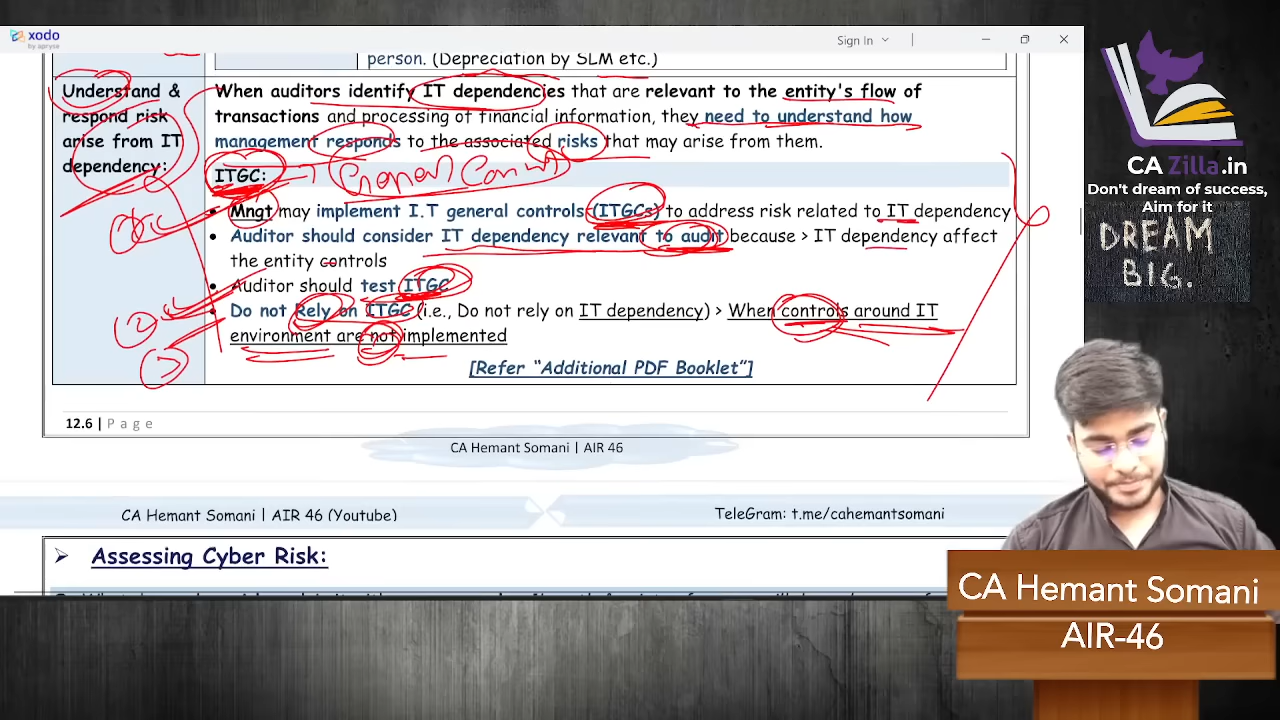 xodo
by apryse
Sign In
person. (Depreciation by SLM etc.)
Understand &
respond risk
arise from IT
dependency:
When auditors identify IT dependencies that are relevant to the entity's flow of
transactions and processing of financial information, they need to understand how
management responds to the associated risks that may arise from them.
ITGC:
General Controls
• Mngt may implement I.T general controls (ITGCs) to address risk related to IT dependency
• Auditor should consider IT dependency relevant to audit because > IT dependency affect
the entity controls
• Auditor should test ITGC
• Do not Rely on ITGC (i.e., Do not rely on IT dependency) > When controls around IT
environment are not implemented
[Refer “Additional PDF Booklet”]
12.6 | Page
CA Hemant Somani | AIR 46
CA Hemant Somani | AIR 46 (Youtube)
TeleGram: t.me/cahemantsomani
➢ Assessing Cyber Risk:
CA Zilla.in
Don't dream of success,
Aim for it
DREAM
BIG.
CA Hemant Somani
AIR-46